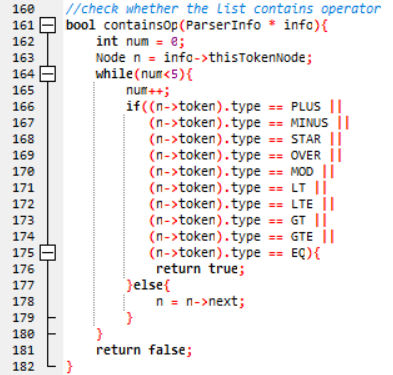 160 //check whether the list contains operator
161 bool containsOp(ParserInfo * info){
162 int num = 0;
163 Node n = info->thisTokenNode;
164 while(num<5){
165 num++;
166 if((n->token).type == PLUS ||
167 (n->token).type == MINUS ||
168 (n->token).type == STAR ||
169 (n->token).type == OVER ||
170 (n->token).type == MOD ||
171 (n->token).type == LT ||
172 (n->token).type == LTE ||
173 (n->token).type == GT ||
174 (n->token).type == GTE ||
175 (n->token).type == EQ){
176 return true;
177 }else{
178 n = n->next;
179 }
180 }
181 return false;
182 }